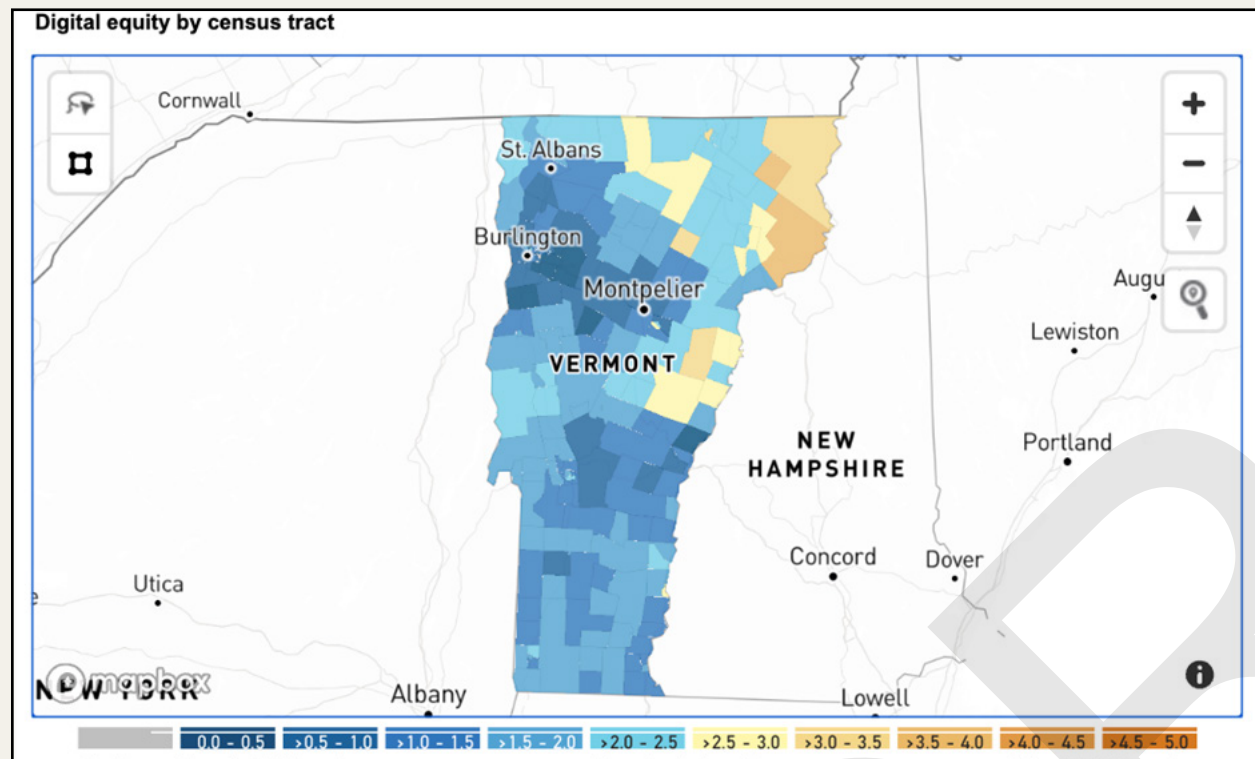 Digital equity by census tract
Cornwall
St. Albans
Burlington
Montpelier
Augu
Lewiston
VERMONT
NEW
HAMPSHIRE
Portland
Concord
Dover
Utica
NEW YORK
mapbox
Albany
Lowell
0.0 - 0.5 >0.5 - 1.0 >1.0 - 1.5 >1.5 - 2.0 >2.0 - 2.5 >2.5 - 3.0 >3.0 - 3.5 >3.5 - 4.0 >4.0 - 4.5 >4.5 - 5.0